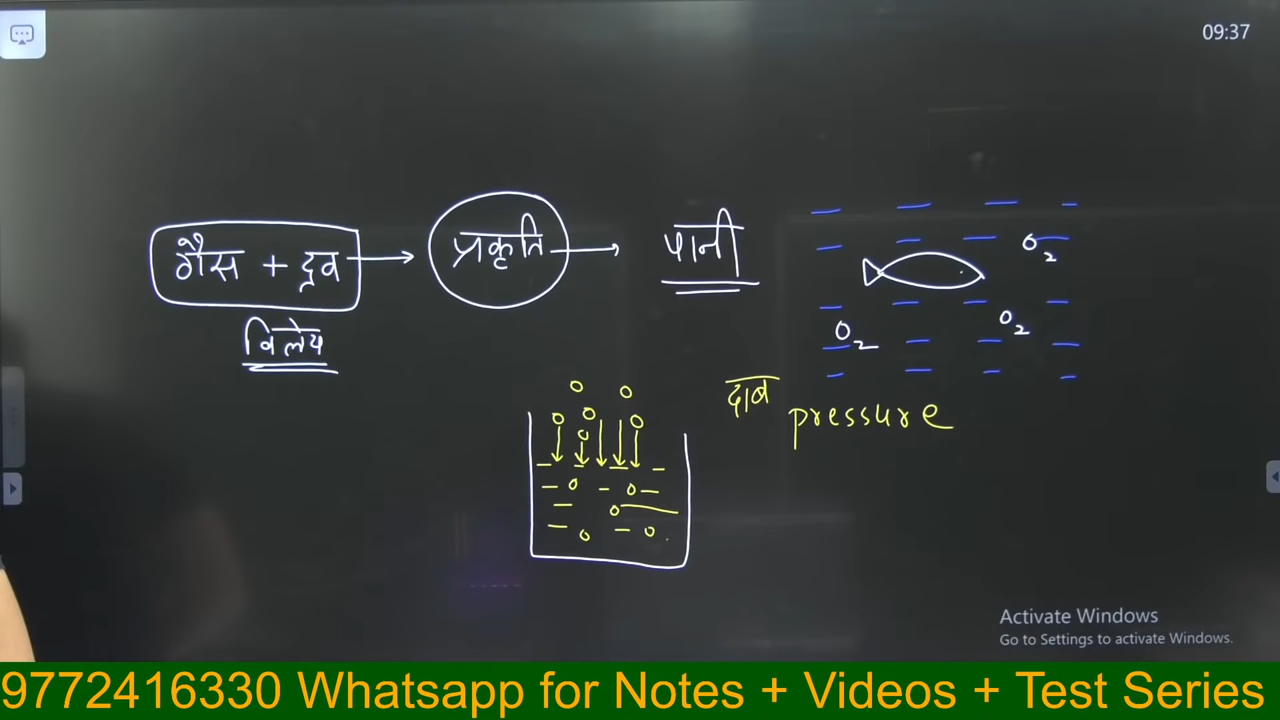 09:37
गैस + द्रव → प्रकृति → पानी
विलेय
O2
O2
O2
दाब
pressure
Activate Windows
Go to Settings to activate Windows.
9772416330 Whatsapp for Notes + Videos + Test Series